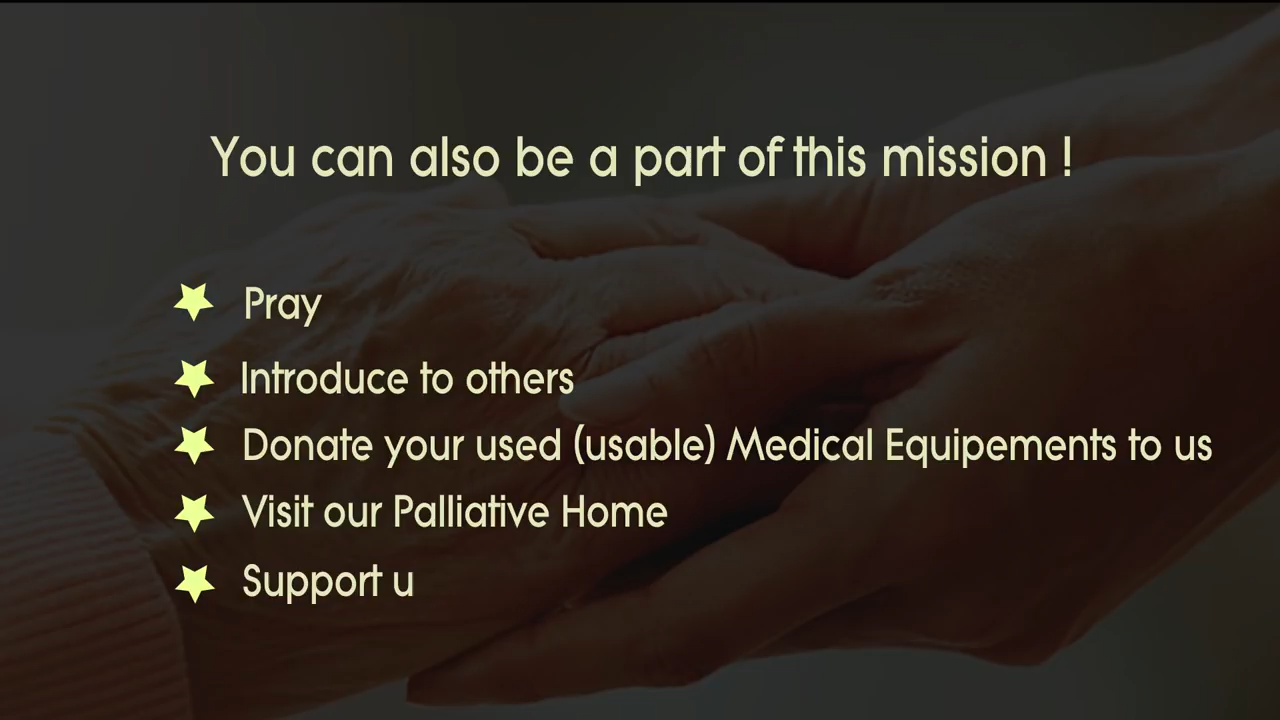 You can also be a part of this mission !
Pray
Introduce to others
Donate your used (usable) Medical Equipements to us
Visit our Palliative Home
Support u